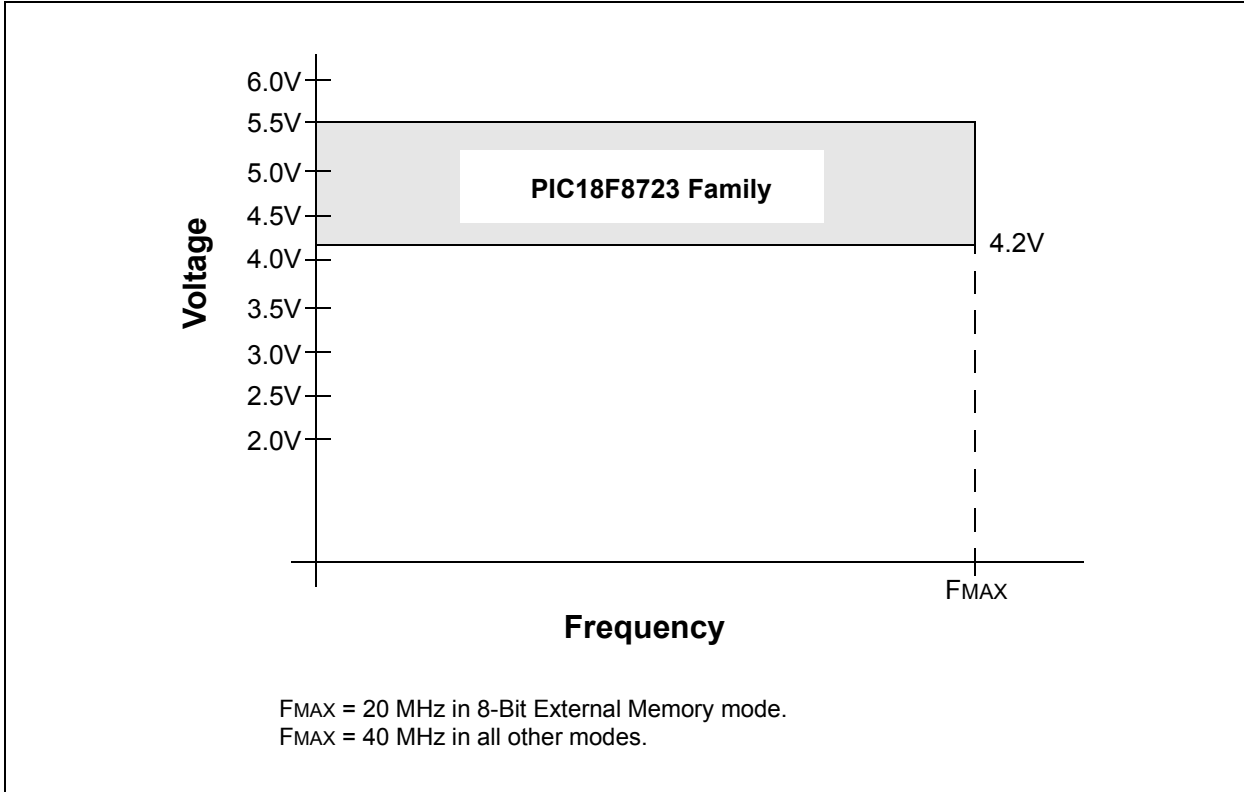 6.0V
5.5V
5.0V
4.5V
4.0V
3.5V
3.0V
2.5V
2.0V
Voltage
PIC18F8723 Family
4.2V
FMAX
Frequency
FMAX = 20 MHz in 8-Bit External Memory mode.
FMAX = 40 MHz in all other modes.